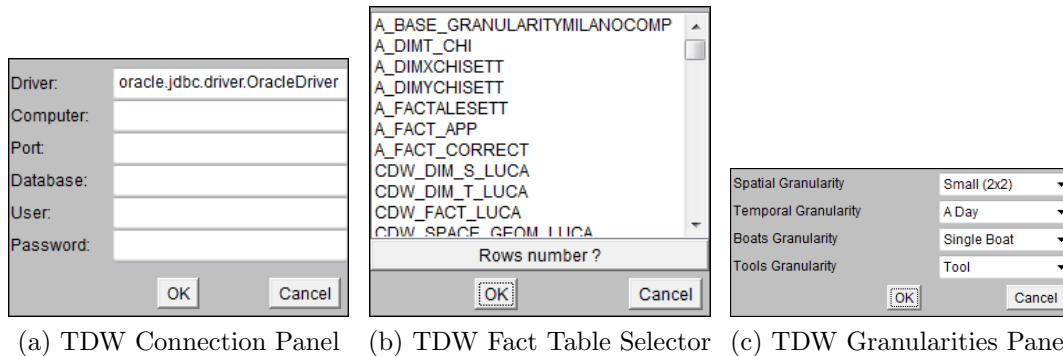 Driver: oracle.jdbc.driver.OracleDriver
Computer:
Port:
Database:
User:
Password:
OK Cancel
(a) TDW Connection Panel
A_BASE_GRANULARITYMILANOCOMP
A_DIMT_CHI
A_DIMXCHISETT
A_DIMYCHISETT
A_FACTALESETT
A_FACT_APP
A_FACT_CORRECT
CDW_DIM_S_LUCA
CDW_DIM_T_LUCA
CDW_FACT_LUCA
CDW_SPACE_GEOM_LUCA
Rows number ?
OK Cancel
(b) TDW Fact Table Selector
Spatial Granularity Small (2x2)
Temporal Granularity A Day
Boats Granularity Single Boat
Tools Granularity Tool
OK Cancel
(c) TDW Granularities Pane